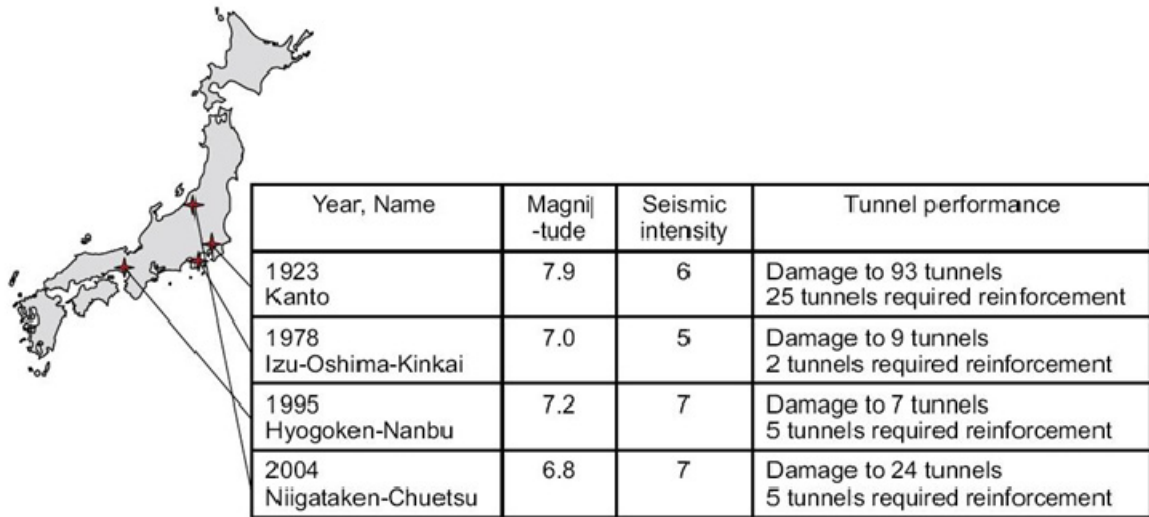 Year, Name
Magni
-tude
Seismic
intensity
Tunnel performance
1923
Kanto
7.9
6
Damage to 93 tunnels
25 tunnels required reinforcement
1978
Izu-Oshima-Kinkai
7.0
5
Damage to 9 tunnels
2 tunnels required reinforcement
1995
Hyogoken-Nanbu
7.2
7
Damage to 7 tunnels
5 tunnels required reinforcement
2004
Niigataken-Chuetsu
6.8
7
Damage to 24 tunnels
5 tunnels required reinforcement